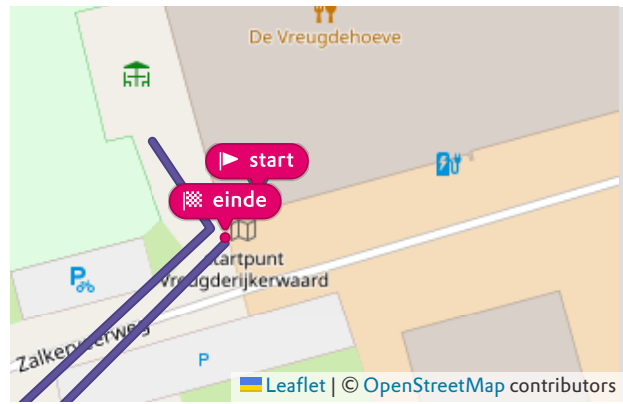 De Vreugdehoeve
start
einde
startpunt
Vreugderijkerwaard
Zalkerveerweg
P
P
Leaflet | © OpenStreetMap contributors